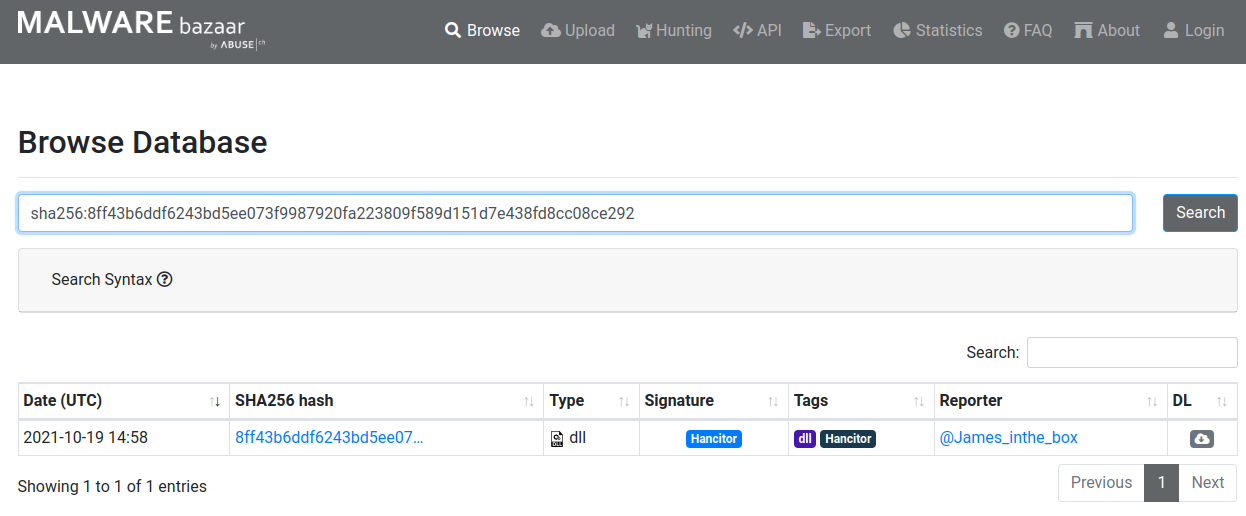 MALWARE bazaar
by ABUSE|ch
Browse Upload Hunting API Export Statistics FAQ About Login
Browse Database
sha256:8ff43b6ddf6243bd5ee073f9987920fa223809f589d151d7e438fd8cc08ce292 Search
Search Syntax
Search:
Date (UTC) SHA256 hash Type Signature Tags Reporter DL
2021-10-19 14:58 8ff43b6ddf6243bd5ee07… dll Hancitor dll Hancitor @James_inthe_box
Showing 1 to 1 of 1 entries Previous 1 Next